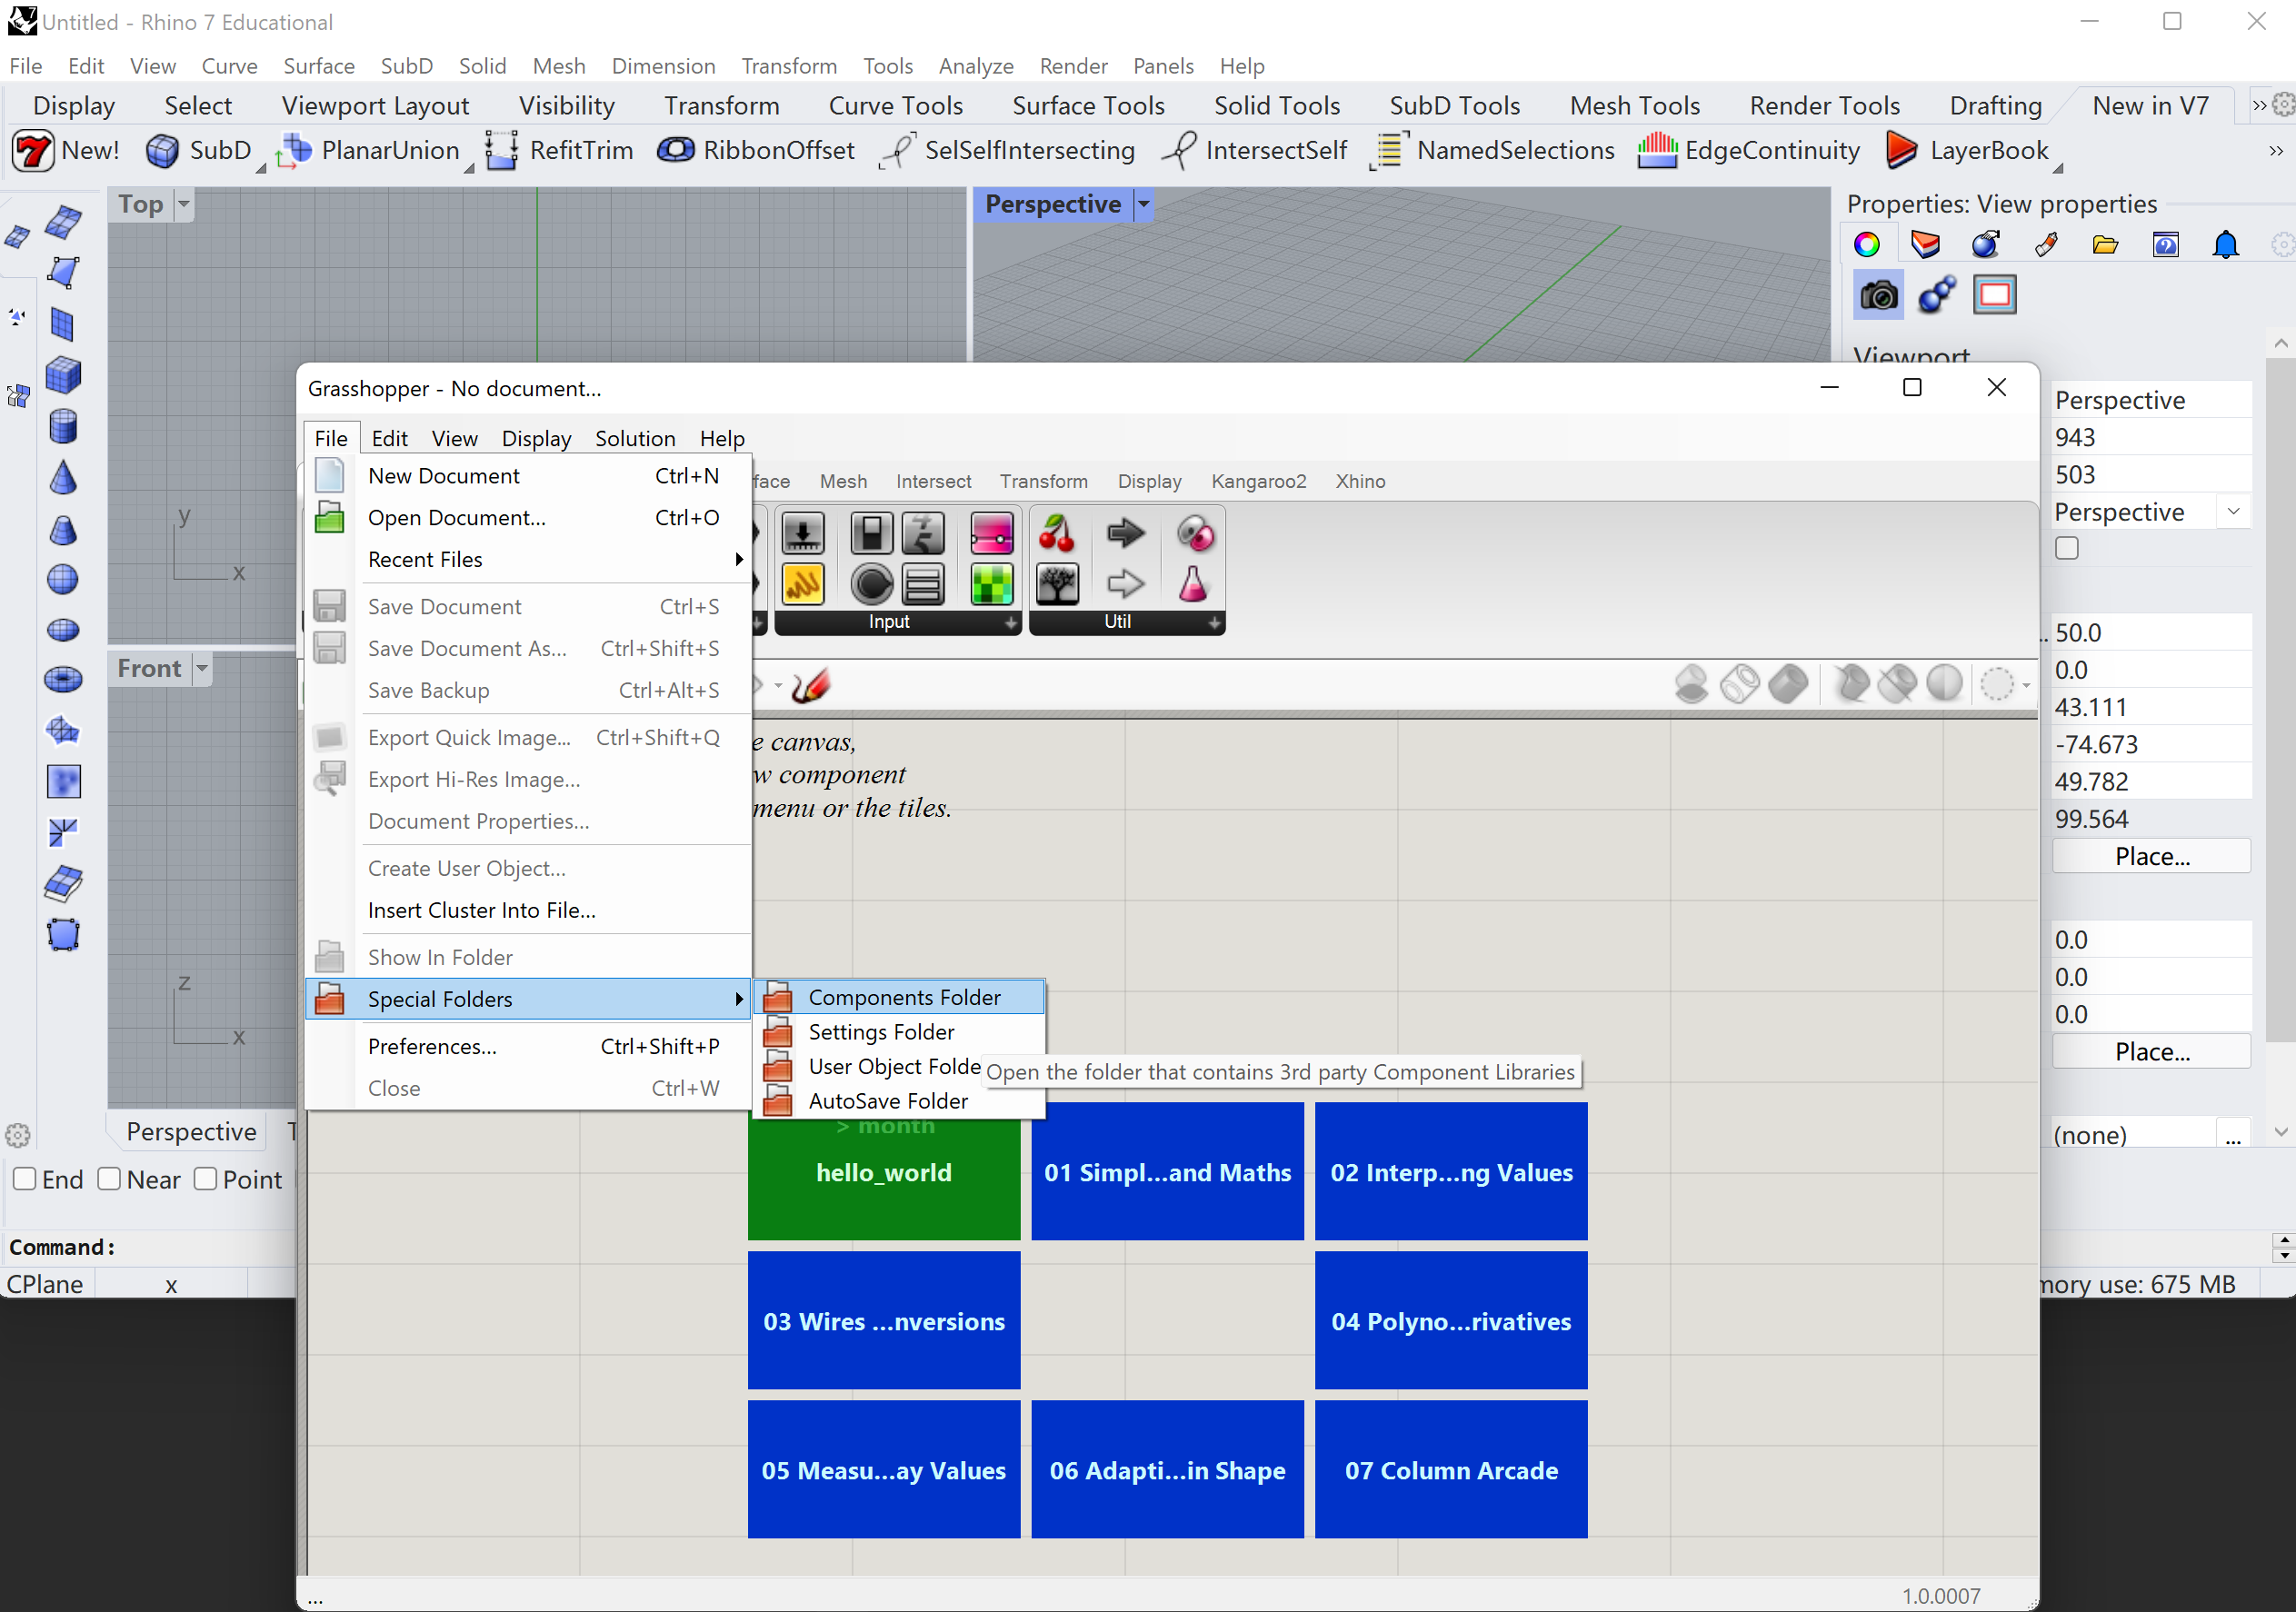 Untitled - Rhino 7 Educational
File Edit View Curve Surface SubD Solid Mesh Dimension Transform Tools Analyze Render Panels Help
Display Select Viewport Layout Visibility Transform Curve Tools Surface Tools Solid Tools SubD Tools Mesh Tools Render Tools Drafting New in V7 »
New! SubD PlanarUnion RefitTrim RibbonOffset SelSelfIntersecting IntersectSelf NamedSelections EdgeContinuity LayerBook »
Top
Perspective
Properties: View properties
Viewport
Perspective
943
503
Perspective
50.0
0.0
43.111
-74.673
49.782
99.564
Place...
0.0
0.0
0.0
Place...
(none) ...
y
x
Front
z
x
Grasshopper - No document...
File Edit View Display Solution Help
face Mesh Intersect Transform Display Kangaroo2 Xhino
Input Util
New Document Ctrl+N
Open Document... Ctrl+O
Recent Files
Save Document Ctrl+S
Save Document As... Ctrl+Shift+S
Save Backup Ctrl+Alt+S
Export Quick Image... Ctrl+Shift+Q
Export Hi-Res Image...
Document Properties...
Create User Object...
Insert Cluster Into File...
Show In Folder
Special Folders
Preferences... Ctrl+Shift+P
Close Ctrl+W
Components Folder
Settings Folder
User Object Folde
AutoSave Folder
Open the folder that contains 3rd party Component Libraries
e canvas,
w component
menu or the tiles.
> month
hello_world
01 Simpl...and Maths
02 Interp...ng Values
03 Wires ...nversions
04 Polyno...rivatives
05 Measu...ay Values
06 Adapti...in Shape
07 Column Arcade
... 1.0.0007
Perspective T
End Near Point
Command:
CPlane x
mory use: 675 MB